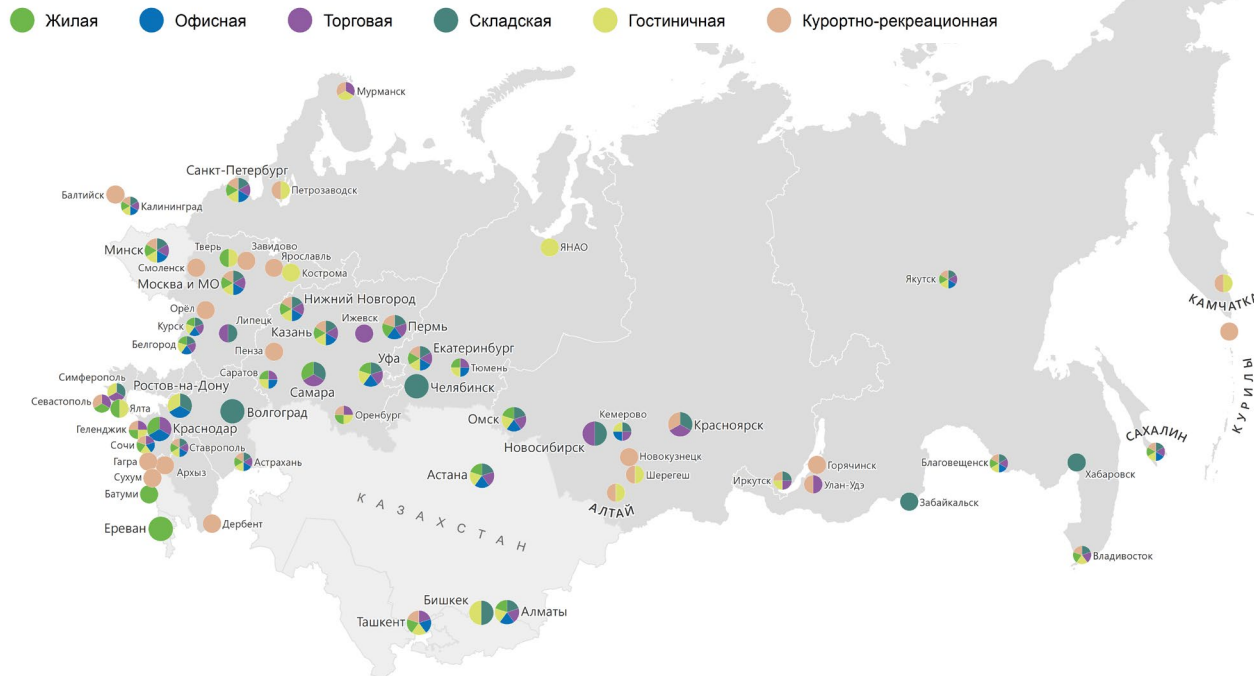 Жилая
Офисная
Торговая
Складская
Гостиничная
Курортно-рекреационная
Мурманск
Санкт-Петербург
Петрозаводск
Балтийск
Калининград
Минск
Тверь
Завидово
Ярославль
Смоленск
Кострома
Москва и МО
ЯНАО
Якутск
КАМЧАТКА
Орёл
Нижний Новгород
Курск
Липецк
Казань
Ижевск
Пермь
Белгород
Пенза
Уфа
Екатеринбург
Саратов
Тюмень
Симферополь
Ростов-на-Дону
Самара
Челябинск
КУРИЛЫ
Севастополь
Ялта
Волгоград
Оренбург
Омск
Кемерово
Новосибирск
Красноярск
САХАЛИН
Геленджик
Краснодар
Сочи
Ставрополь
Гагра
Архыз
Астрахань
Сухум
Новокузнецк
Горячинск
Благовещенск
Хабаровск
Астана
Шерегеш
Иркутск
Улан-Удэ
Батуми
АЛТАЙ
Забайкальск
КАЗАХСТАН
Ереван
Дербент
Владивосток
Бишкек
Алматы
Ташкент